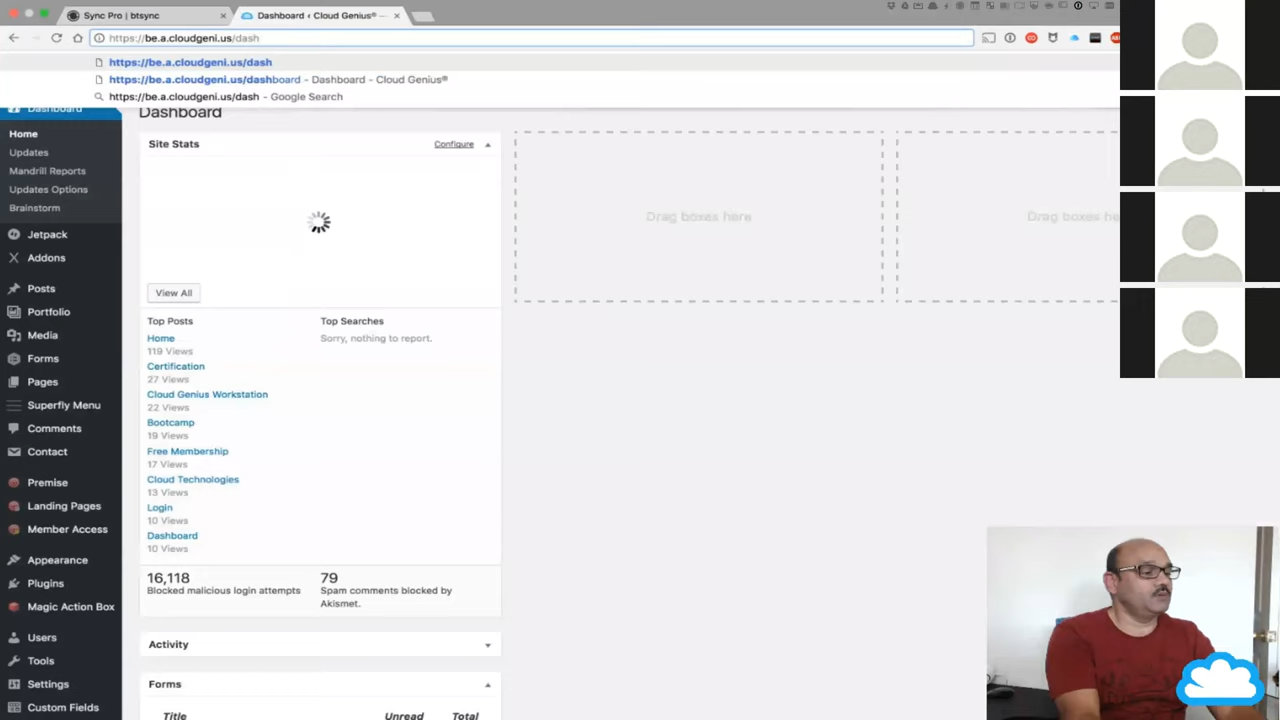 Sync Pro | btsync
Dashboard ‹ Cloud Genius® —
https://be.a.cloudgeni.us/dash
https://be.a.cloudgeni.us/dash
https://be.a.cloudgeni.us/dashboard - Dashboard - Cloud Genius®
https://be.a.cloudgeni.us/dash - Google Search
Dashboard
Home
Updates
Mandrill Reports
Updates Options
Brainstorm
Jetpack
Addons
Posts
Portfolio
Media
Forms
Pages
Superfly Menu
Comments
Contact
Premise
Landing Pages
Member Access
Appearance
Plugins
Magic Action Box
Users
Tools
Settings
Custom Fields
Dashboard
Site Stats
Configure
View All
Top Posts
Home
119 Views
Certification
27 Views
Cloud Genius Workstation
22 Views
Bootcamp
19 Views
Free Membership
17 Views
Cloud Technologies
13 Views
Login
10 Views
Dashboard
10 Views
Top Searches
Sorry, nothing to report.
16,118
Blocked malicious login attempts
79
Spam comments blocked by
Akismet.
Activity
Forms
Title Unread Total
Drag boxes here
Drag boxes he